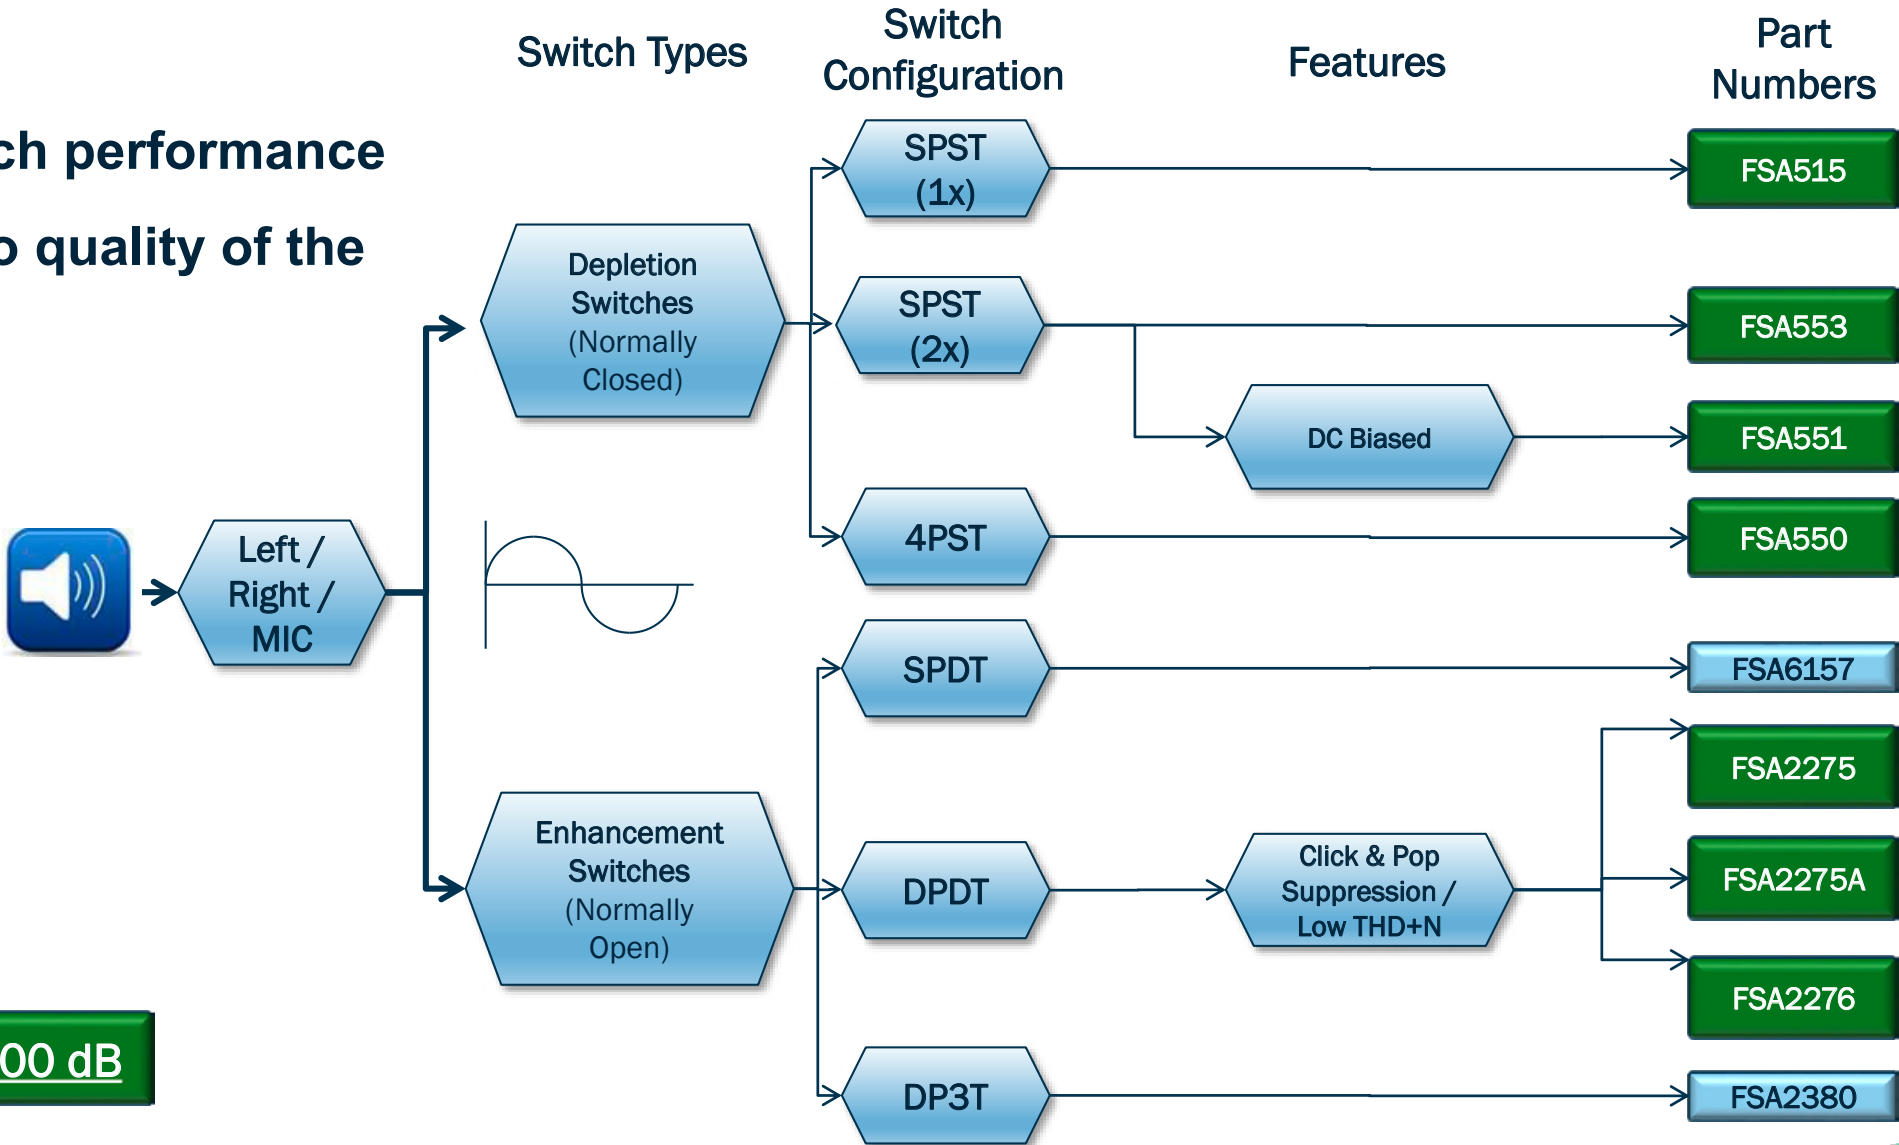 Switch Types
Switch
Configuration
Features
Part
Numbers
performance
quality of the
Left /
Right /
MIC
Depletion
Switches
(Normally
Closed)
Enhancement
Switches
(Normally
Open)
SPST
(1x)
SPST
(2x)
4PST
SPDT
DPDT
DP3T
DC Biased
Click & Pop
Suppression /
Low THD+N
FSA515
FSA553
FSA551
FSA550
FSA6157
FSA2275
FSA2275A
FSA2276
FSA2380
00 dB